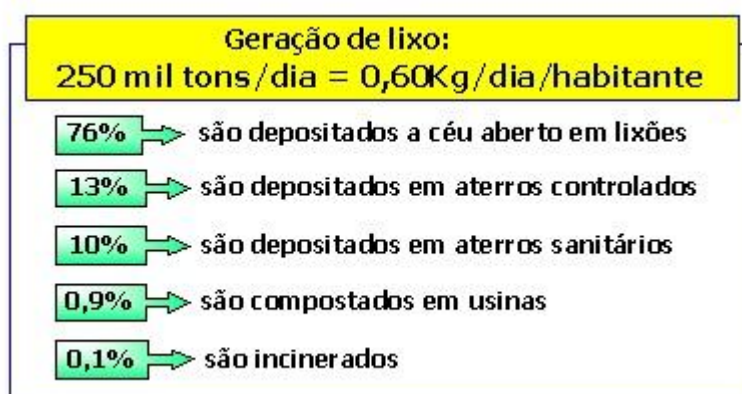 Geração de lixo:
250 mil tons/dia = 0,60Kg/dia/habitante
76% são depositados a céu aberto em lixões
13% são depositados em aterros controlados
10% são depositados em aterros sanitários
0,9% são compostados em usinas
0,1% são incinerados